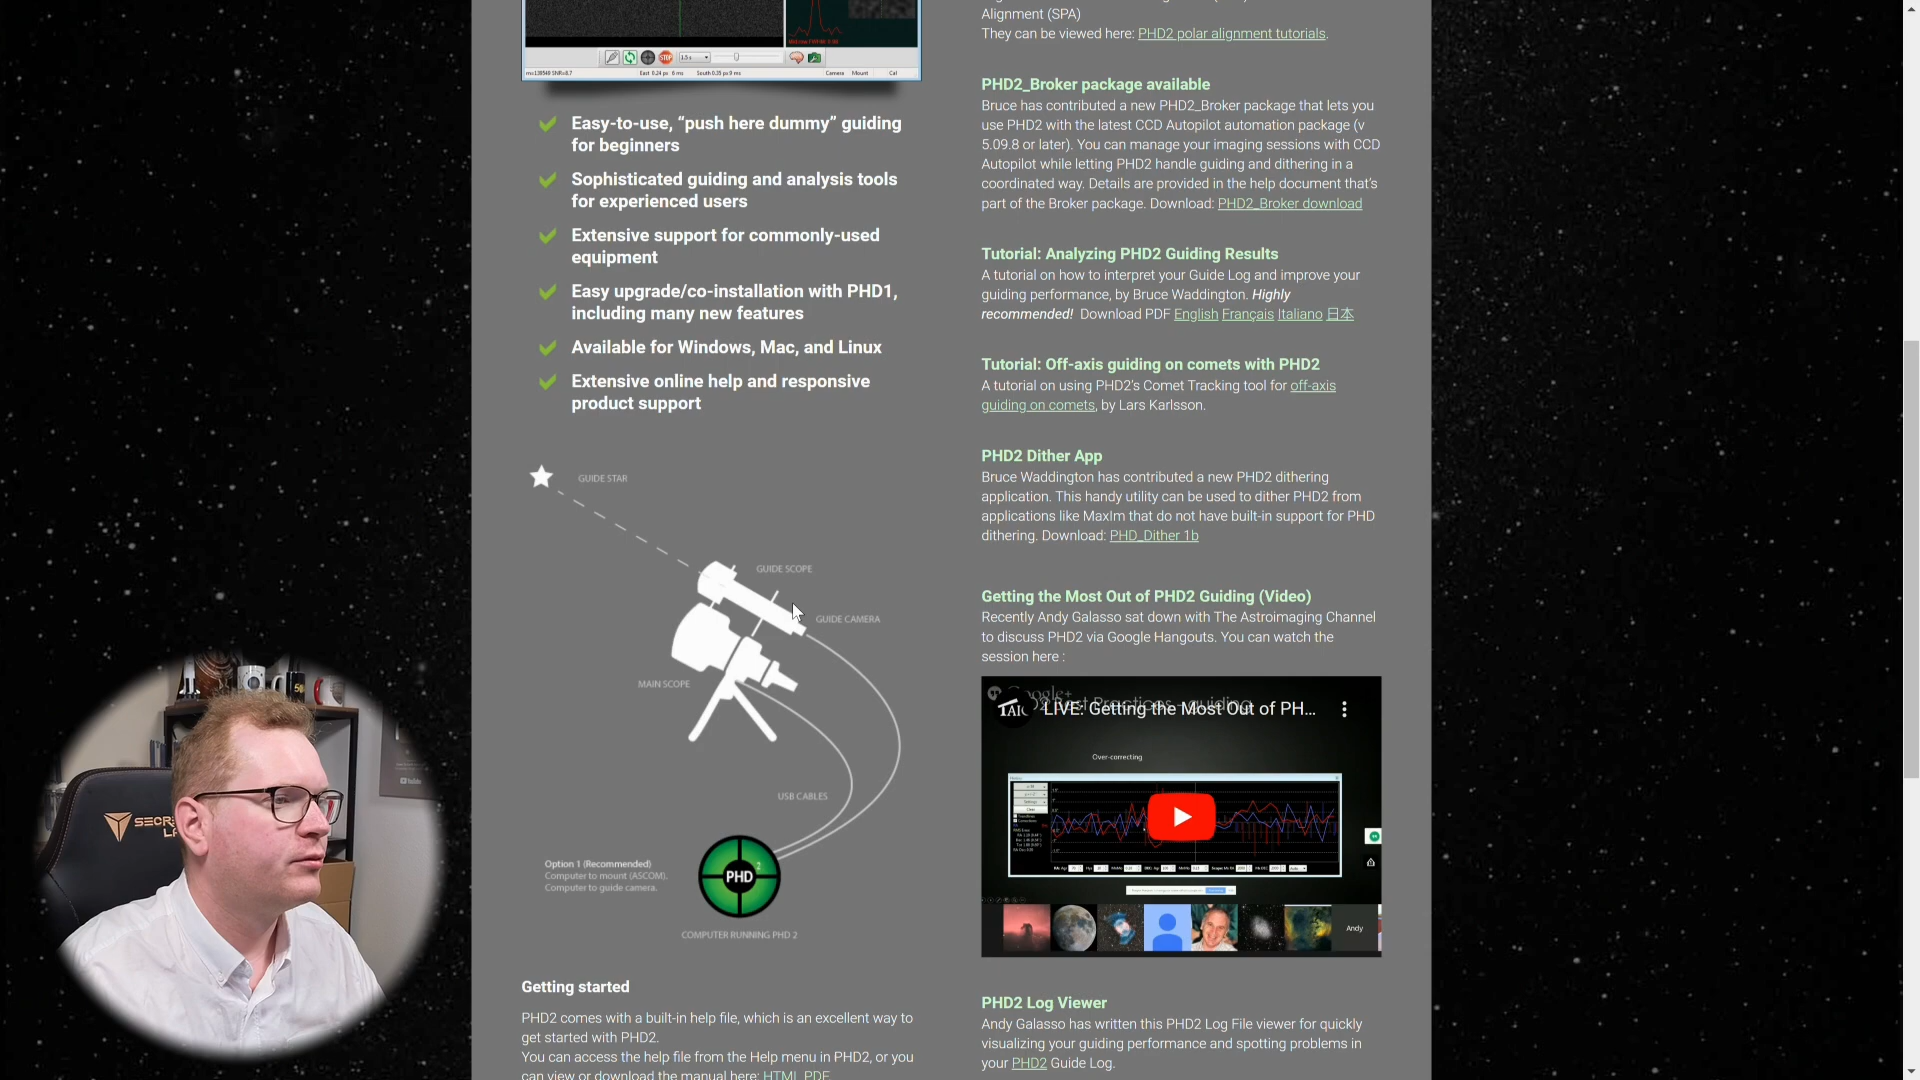 Easy-to-use, “push here dummy” guiding
for beginners
Sophisticated guiding and analysis tools
for experienced users
Extensive support for commonly-used
equipment
Easy upgrade/co-installation with PHD1,
including many new features
Available for Windows, Mac, and Linux
Extensive online help and responsive
product support
GUIDE STAR
GUIDE SCOPE
GUIDE CAMERA
MAIN SCOPE
USB CABLES
Option 1 (Recommended)
Computer to mount (ASCOM).
Computer to guide camera.
PHD
2
COMPUTER RUNNING PHD 2
Getting started
PHD2 comes with a built-in help file, which is an excellent way to
get started with PHD2.
You can access the help file from the Help menu in PHD2, or you
can view or download the manual here: HTML PDF.
Alignment (SPA)
They can be viewed here: PHD2 polar alignment tutorials.
PHD2_Broker package available
Bruce has contributed a new PHD2_Broker package that lets you
use PHD2 with the latest CCD Autopilot automation package (v
5.09.8 or later). You can manage your imaging sessions with CCD
Autopilot while letting PHD2 handle guiding and dithering in a
coordinated way. Details are provided in the help document that’s
part of the Broker package. Download: PHD2_Broker download
Tutorial: Analyzing PHD2 Guiding Results
A tutorial on how to interpret your Guide Log and improve your
guiding performance, by Bruce Waddington. Highly
recommended! Download PDF English Français Italiano 日本
Tutorial: Off-axis guiding on comets with PHD2
A tutorial on using PHD2’s Comet Tracking tool for off-axis
guiding on comets, by Lars Karlsson.
PHD2 Dither App
Bruce Waddington has contributed a new PHD2 dithering
application. This handy utility can be used to dither PHD2 from
applications like MaxIm that do not have built-in support for PHD
dithering. Download: PHD_Dither 1b
Getting the Most Out of PHD2 Guiding (Video)
Recently Andy Galasso sat down with The Astroimaging Channel
to discuss PHD2 via Google Hangouts. You can watch the
session here :
LIVE: Getting the Most Out of PH...
Over-correcting
Andy
PHD2 Log Viewer
Andy Galasso has written this PHD2 Log File viewer for quickly
visualizing your guiding performance and spotting problems in
your PHD2 Guide Log.